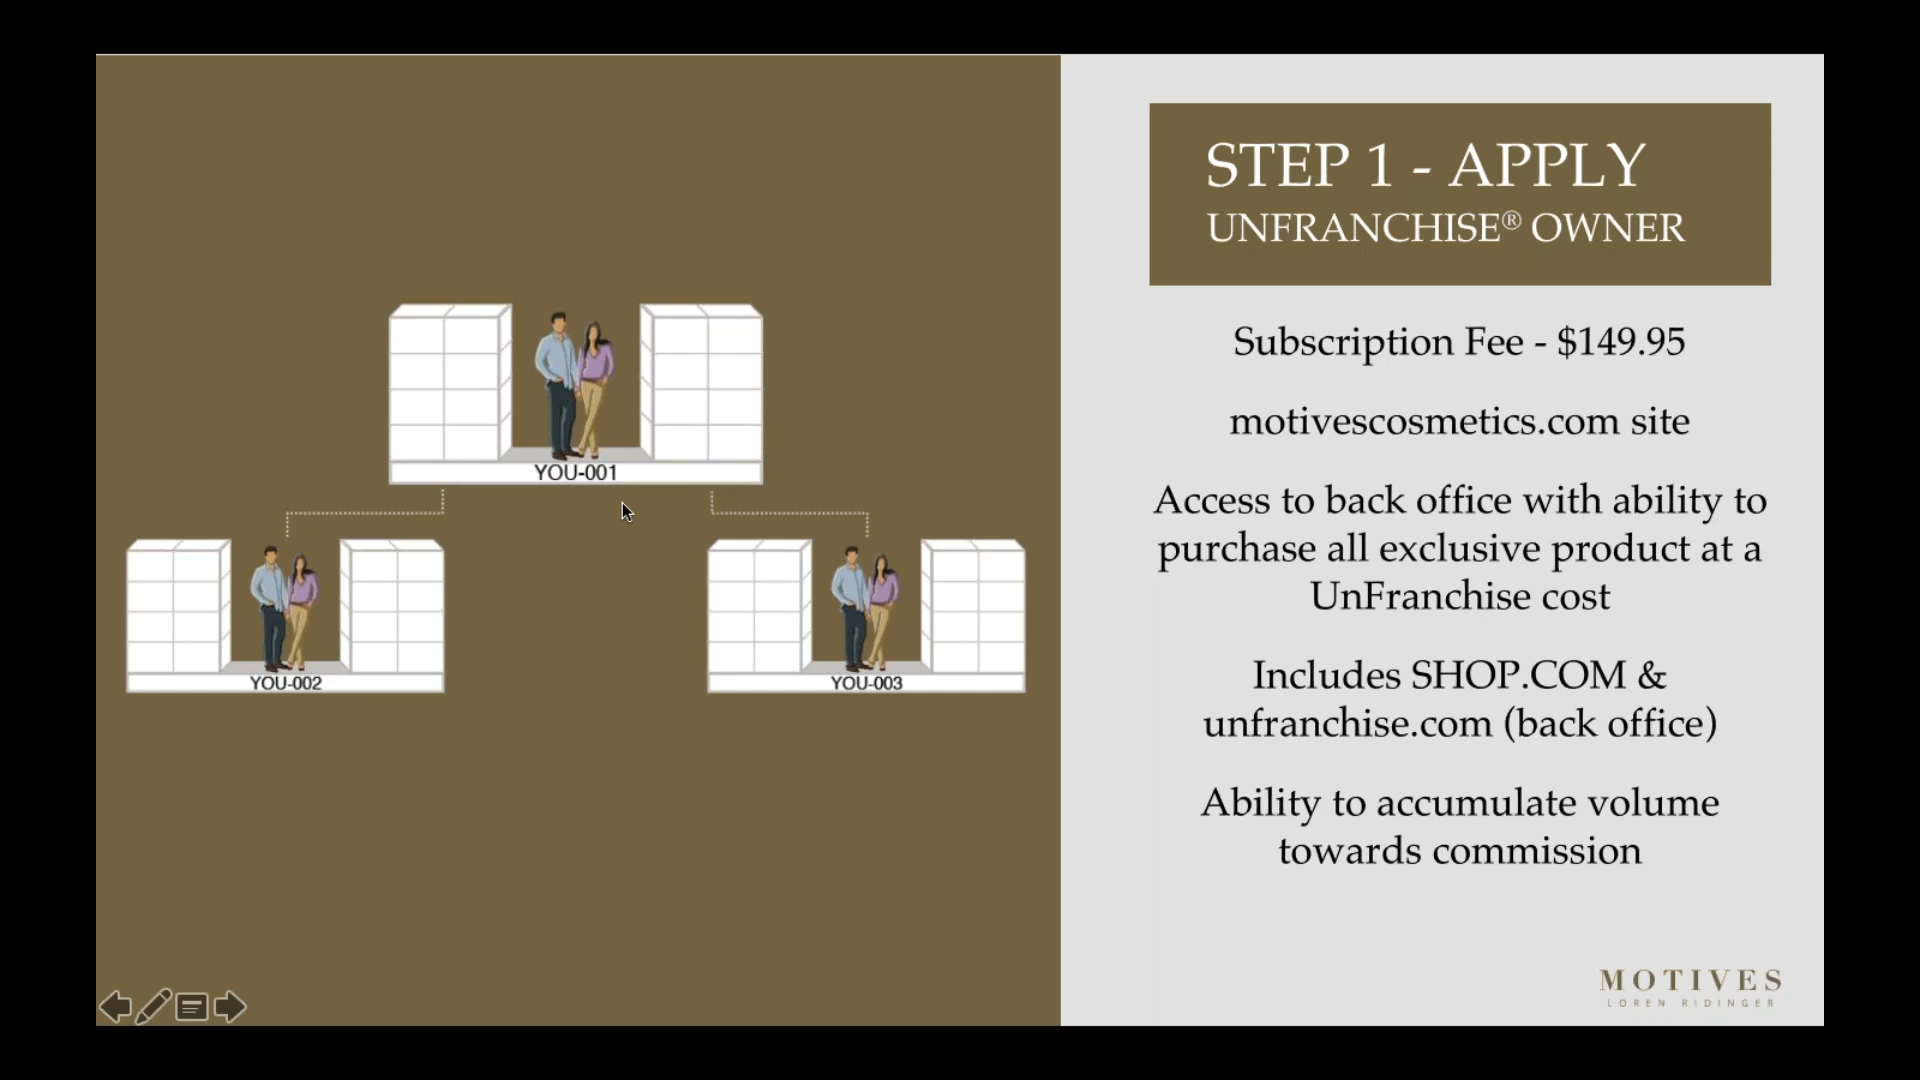 STEP 1 - APPLY
UNFRANCHISE® OWNER
Subscription Fee - $149.95
motivescosmetics.com site
Access to back office with ability to
purchase all exclusive product at a
UnFranchise cost
Includes SHOP.COM &
unfranchise.com (back office)
Ability to accumulate volume
towards commission
YOU-001
YOU-002
YOU-003
MOTIVES
LOREN RIDINGER